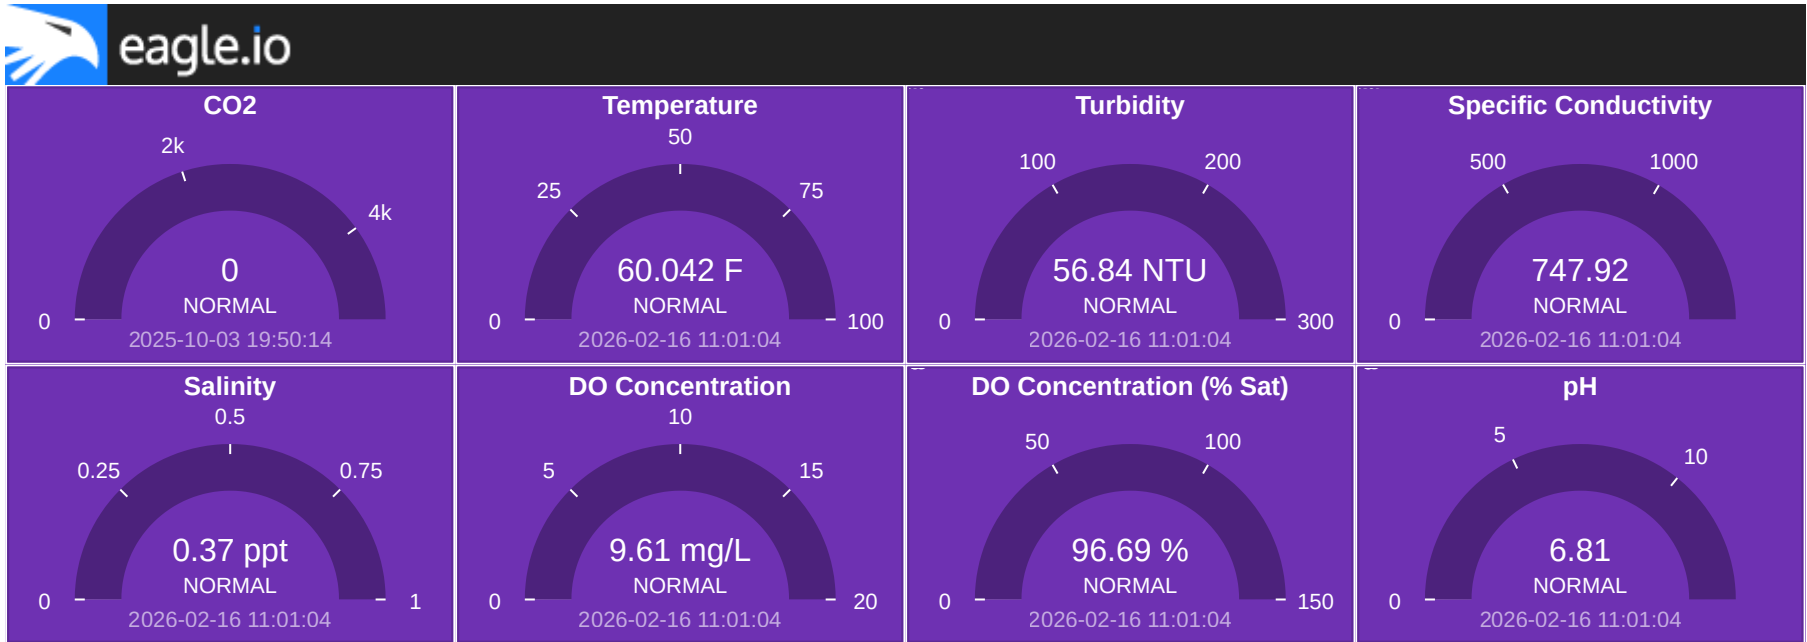 eagle.io
CO2
2k
4k
0
0
NORMAL
2025-10-03 19:50:14
Temperature
50
25
75
60.042 F
NORMAL
0
100
2026-02-16 11:01:04
Turbidity
100
200
56.84 NTU
NORMAL
0
300
2026-02-16 11:01:04
Specific Conductivity
500
1000
747.92
NORMAL
0
2026-02-16 11:01:04
Salinity
0.5
0.25
0.75
0.37 ppt
NORMAL
0
1
2026-02-16 11:01:04
DO Concentration
10
5
15
9.61 mg/L
NORMAL
0
20
2026-02-16 11:01:04
DO Concentration (% Sat)
50
100
96.69 %
NORMAL
0
150
2026-02-16 11:01:04
pH
5
10
6.81
NORMAL
0
2026-02-16 11:01:04